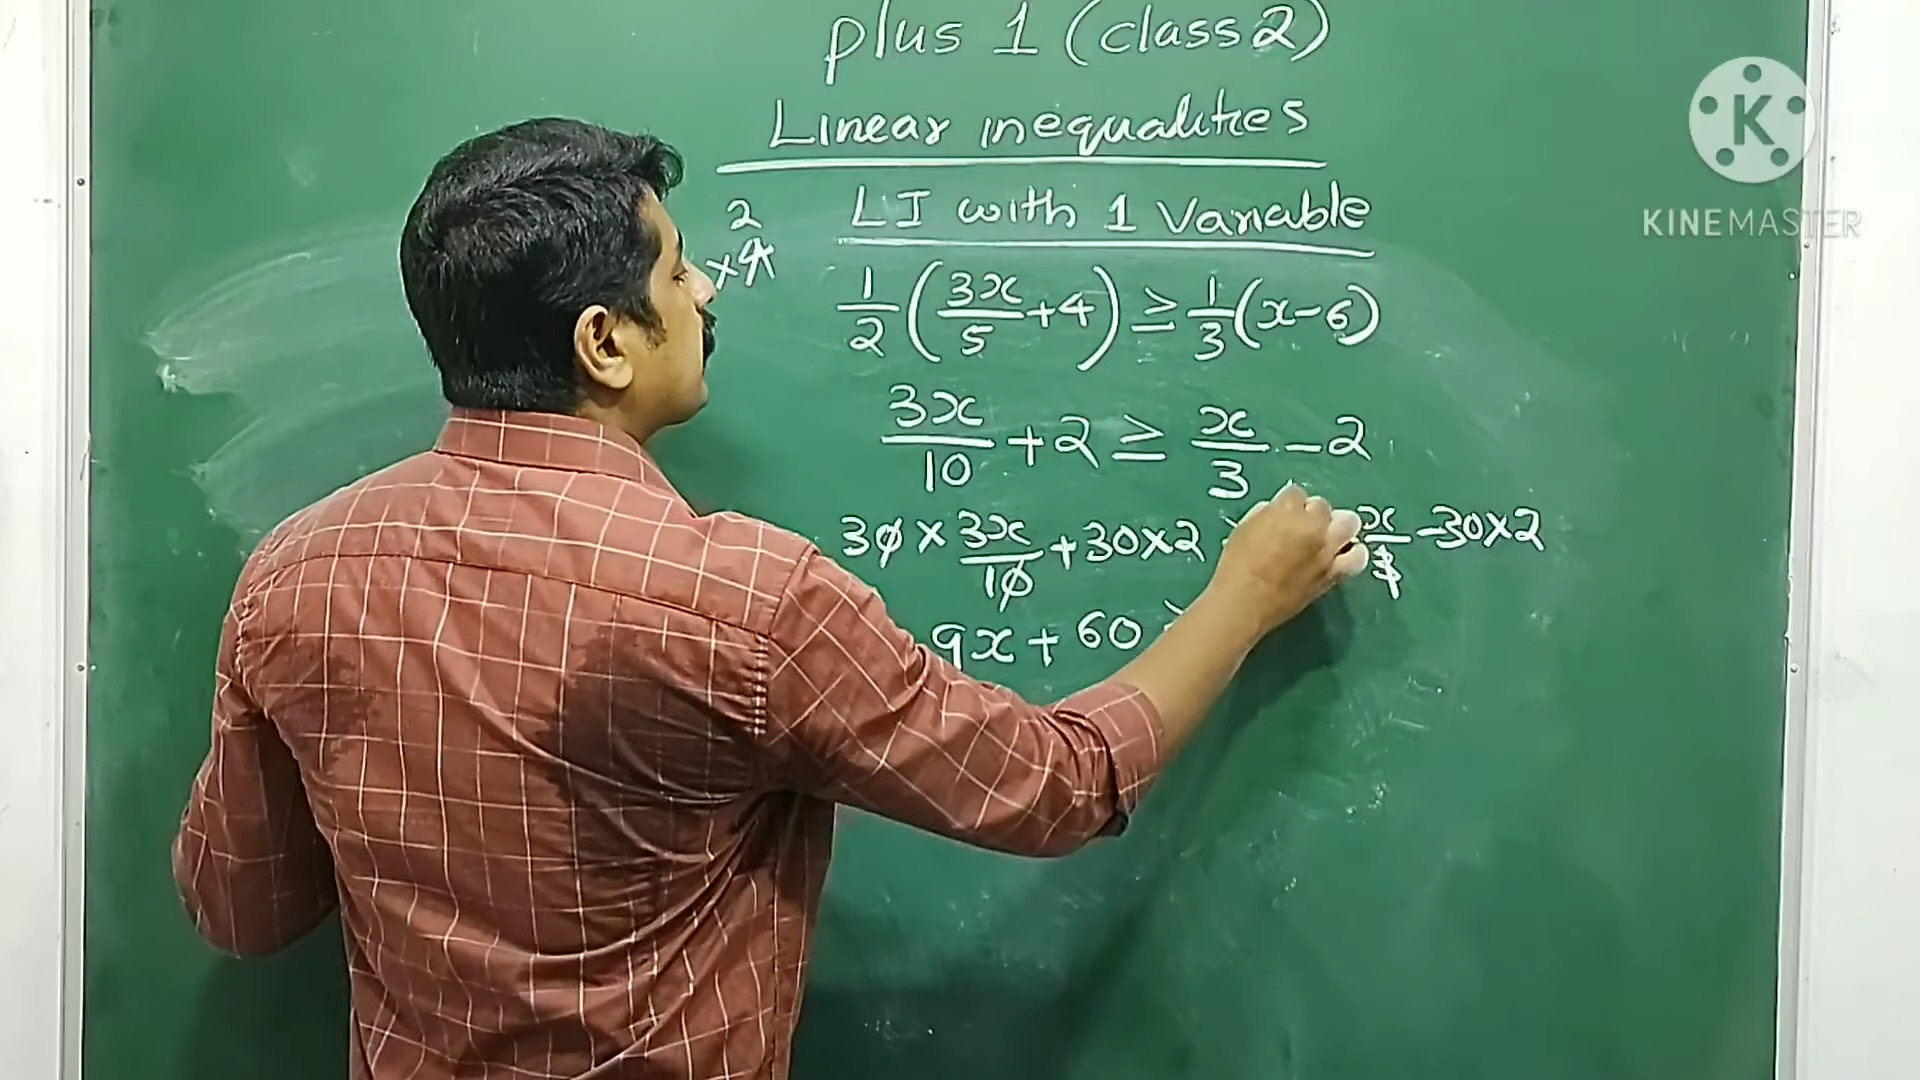 plus 1 (class 2)
Linear inequalities
LI with 1 Variable
2
×4
1/2 (3x/5 + 4) ≥ 1/3 (x - 6)
3x/10 + 2 ≥ x/3 - 2
30 × 3x/10 + 30×2 x/3 - 30×2
9x + 60
K
KINEMASTER